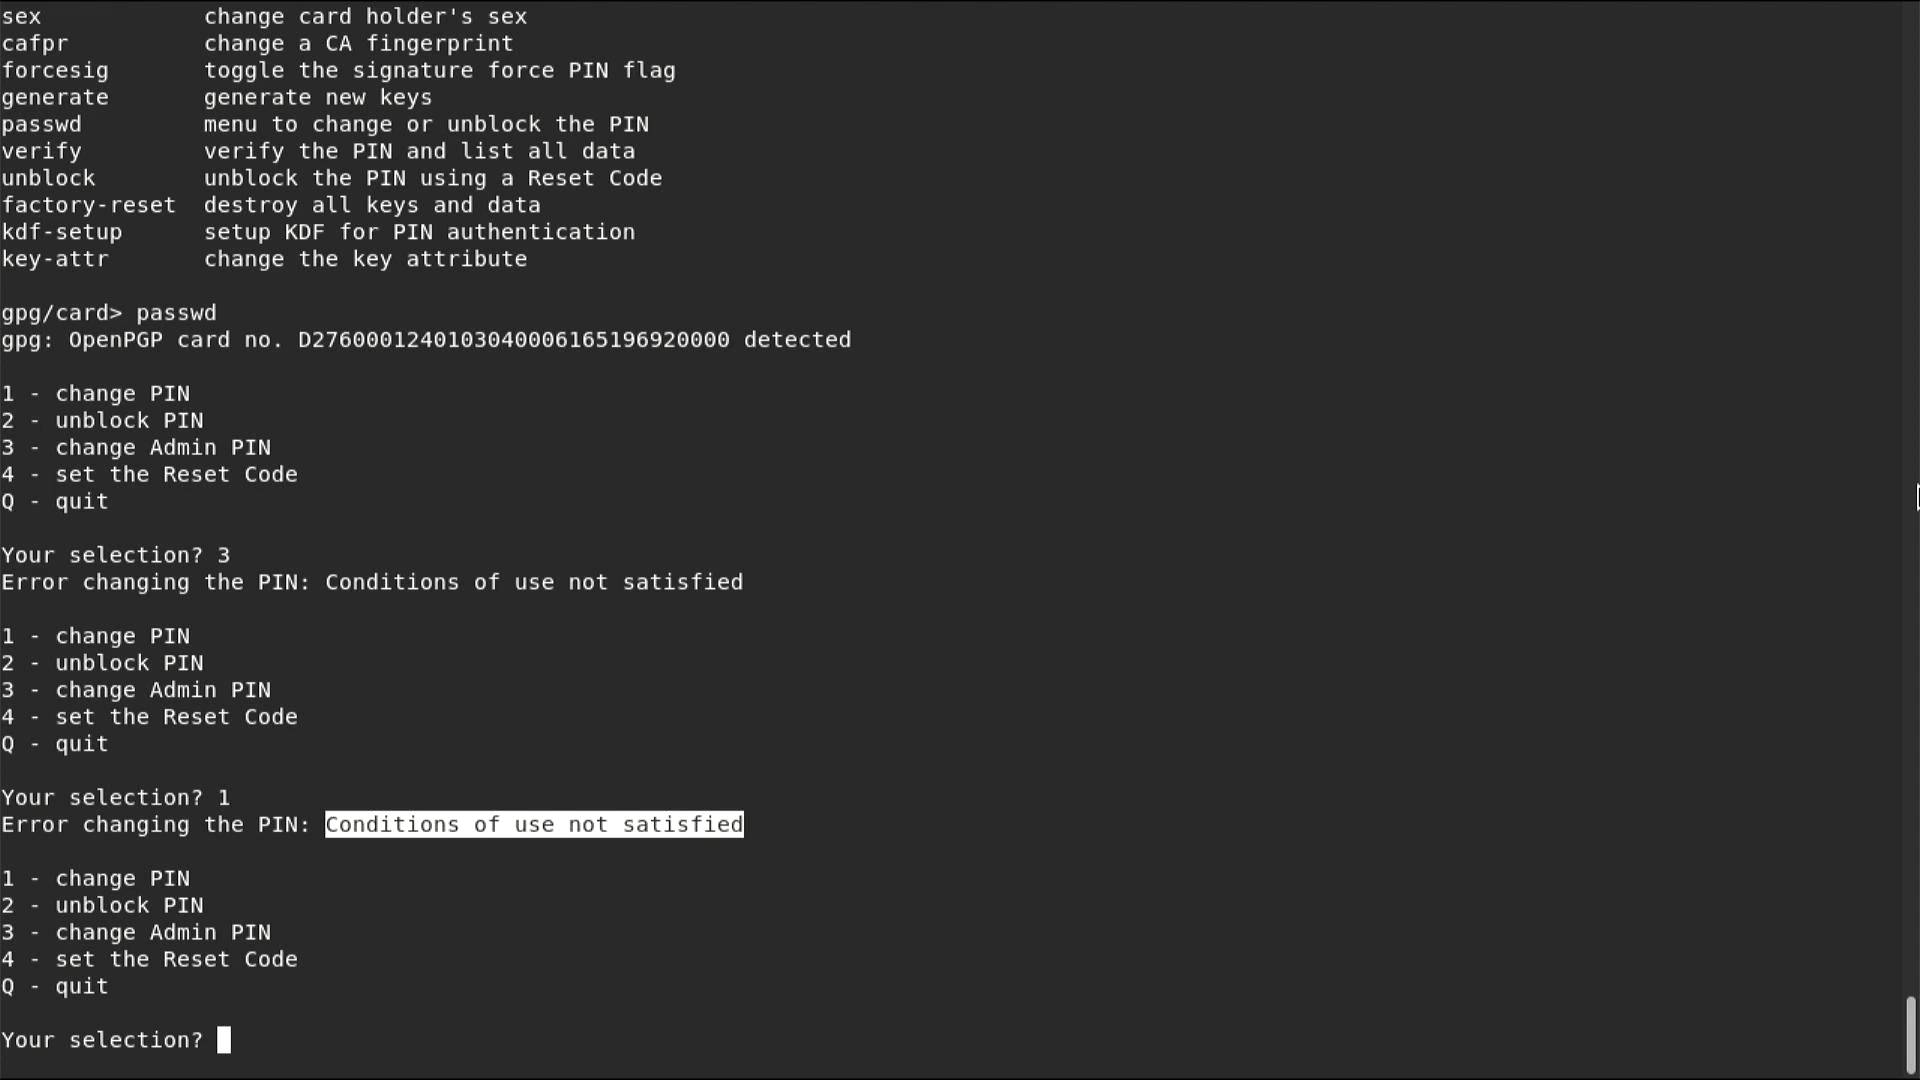 sex            change card holder's sex
cafpr          change a CA fingerprint
forcesig       toggle the signature force PIN flag
generate       generate new keys
passwd         menu to change or unblock the PIN
verify         verify the PIN and list all data
unblock        unblock the PIN using a Reset Code
factory-reset  destroy all keys and data
kdf-setup      setup KDF for PIN authentication
key-attr       change the key attribute
gpg/card> passwd
gpg: OpenPGP card no. D2760001240103040006165196920000 detected
1 - change PIN
2 - unblock PIN
3 - change Admin PIN
4 - set the Reset Code
Q - quit
Your selection? 3
Error changing the PIN: Conditions of use not satisfied
1 - change PIN
2 - unblock PIN
3 - change Admin PIN
4 - set the Reset Code
Q - quit
Your selection? 1
Error changing the PIN: Conditions of use not satisfied
1 - change PIN
2 - unblock PIN
3 - change Admin PIN
4 - set the Reset Code
Q - quit
Your selection?